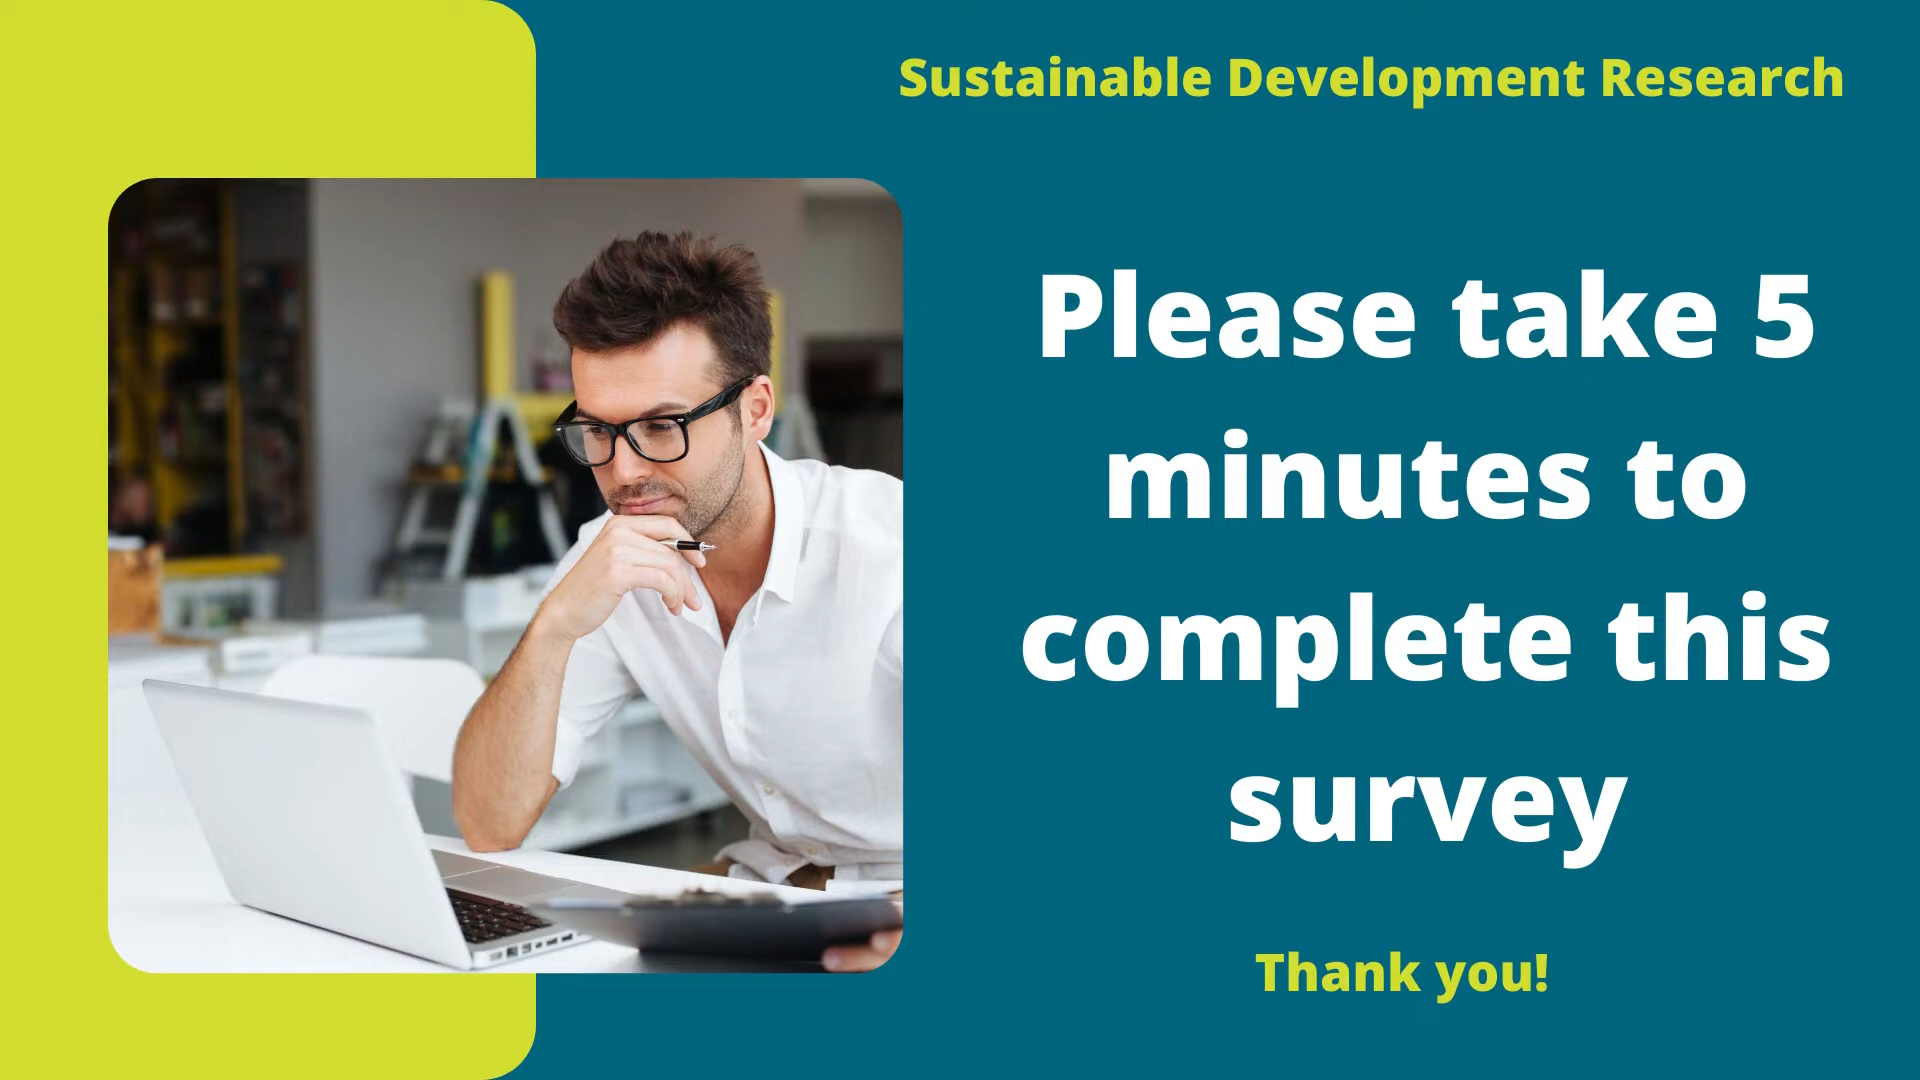 Sustainable Development Research
Please take 5
minutes to
complete this
survey
Thank you!